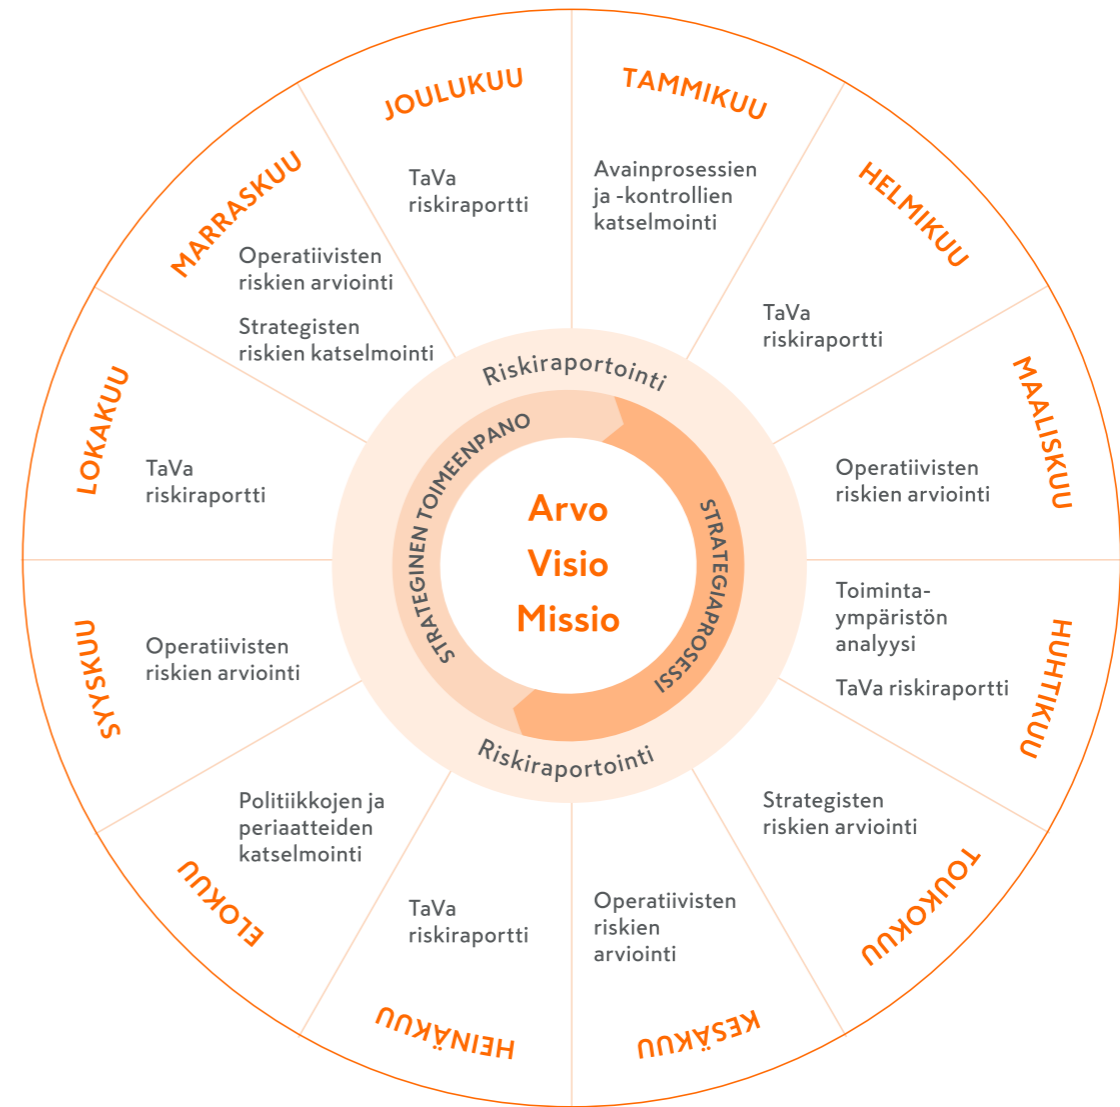 TAMMIKUU
Avainprosessien
ja -kontrollien
katselmointi
HELMIKUU
TaVa
riskiraportti
MAALISKUU
Operatiivisten
riskien arviointi
HUHTIKUU
Toiminta-
ympäristön
analyysi
TaVa riskiraportti
TOUKOKUU
Strategisten
riskien arviointi
KESÄKUU
Operatiivisten
riskien
arviointi
HEINÄKUU
TaVa
riskiraportti
ELOKUU
Politiikkojen ja
periaatteiden
katselmointi
SYYSKUU
Operatiivisten
riskien arviointi
LOKAKUU
TaVa
riskiraportti
MARRASKUU
Operatiivisten
riskien arviointi
Strategisten
riskien katselmointi
JOULUKUU
TaVa
riskiraportti
Riskiraportointi
STRATEGINEN TOIMEENPANO
STRATEGIAPROSESSI
Arvo
Visio
Missio
Riskiraportointi